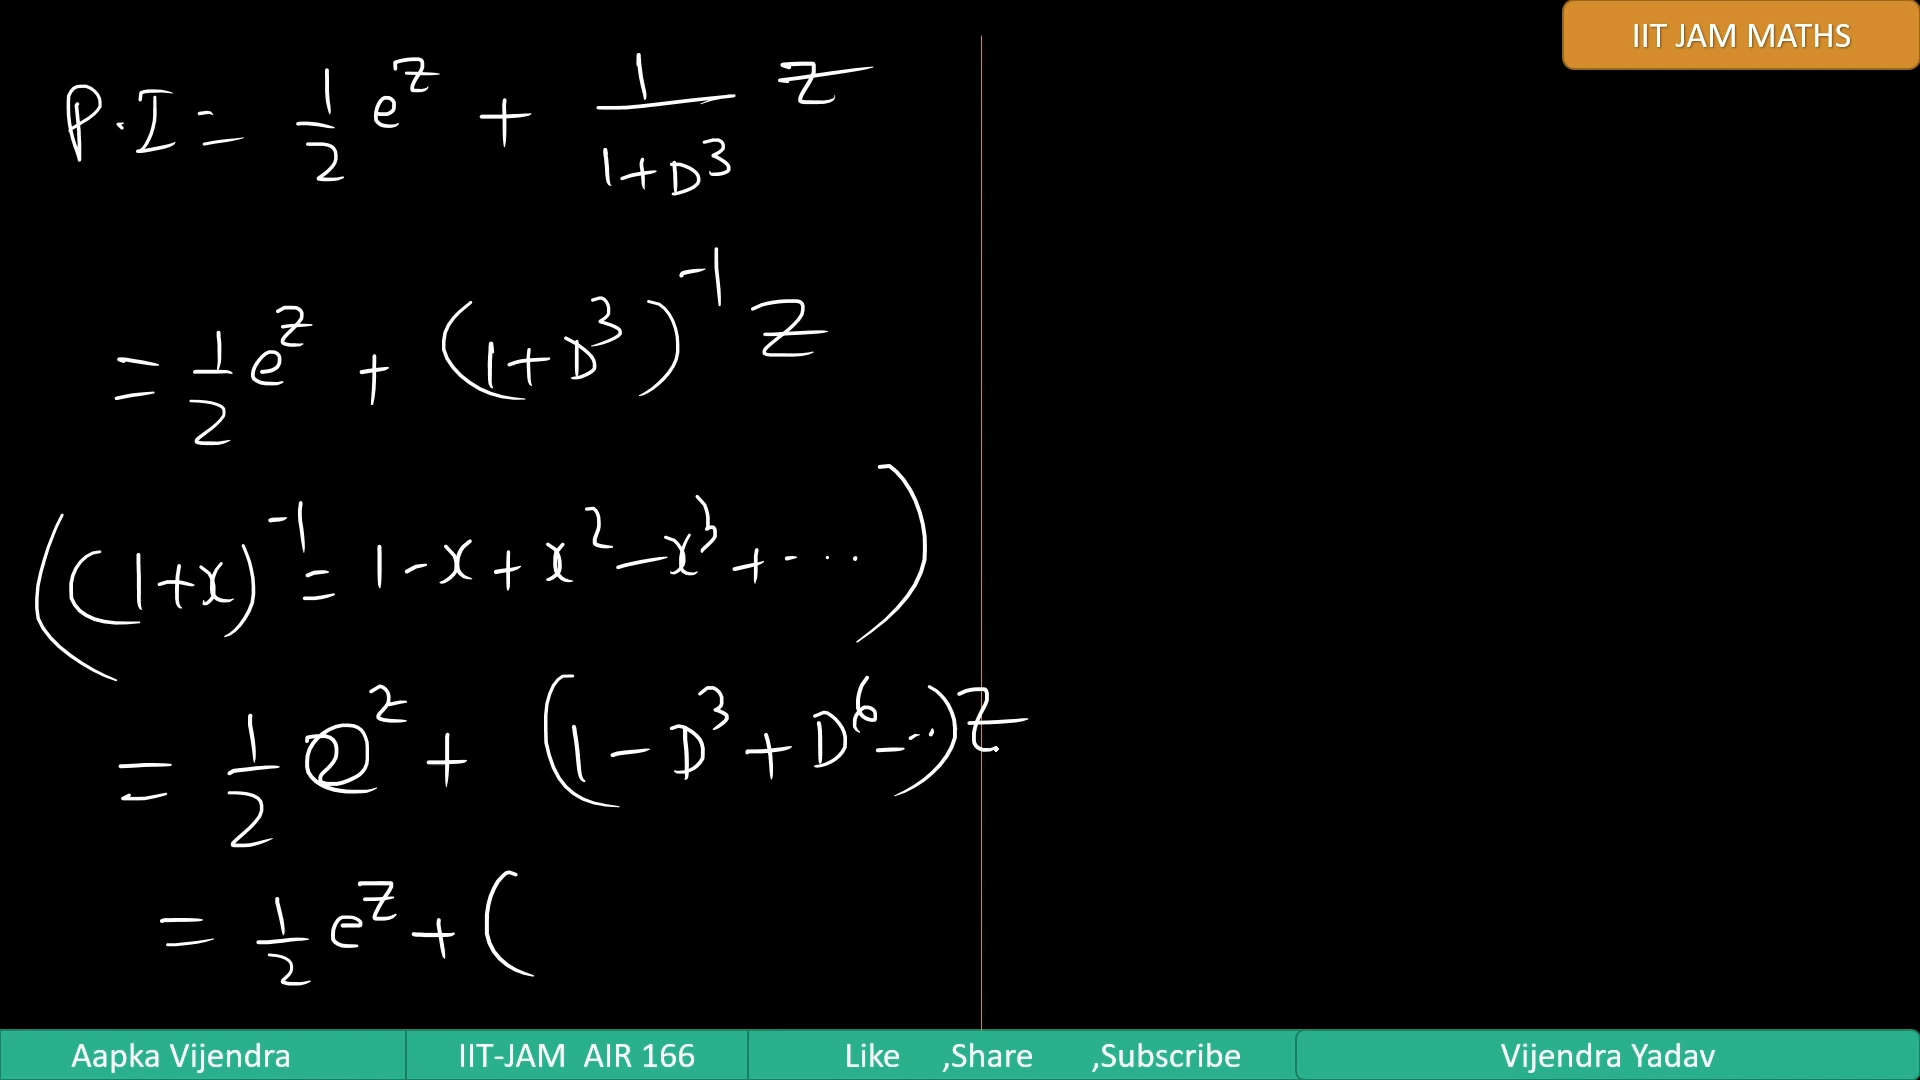 IIT JAM MATHS
P.I = 1/2 e^z + 1/(1+D^3) z
= 1/2 e^z + (1+D^3)^-1 z
((1+x)^-1 = 1-x+x^2-x^3+-...)
= 1/2 e^z + (1-D^3+D^6-...)z
= 1/2 e^z + (
Aapka Vijendra
IIT-JAM AIR 166
Like ,Share ,Subscribe
Vijendra Yadav